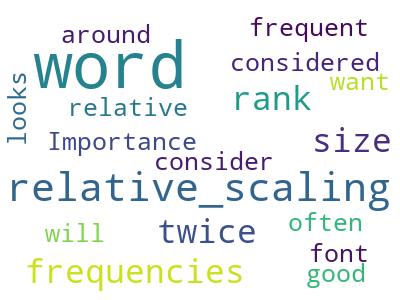 around
frequent
word
considered
want
looks
relative
rank
Importance
size
consider
relative_scaling
often
will
twice
font
frequencies
good